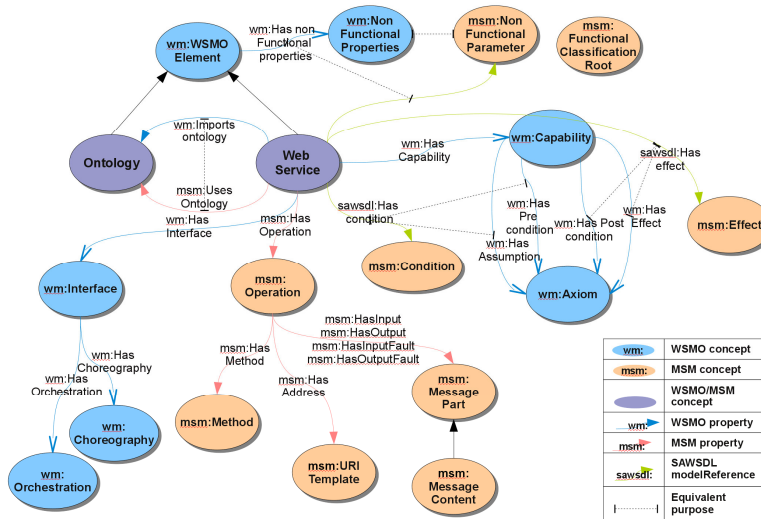 wm:WSMO
Element
wm:Has non
Functional
properties
wm:Non
Functional
Properties
msm:Non
Functional
Parameter
msm:
Functional
Classification
Root
Ontology
wm:Imports
ontology
msm:Uses
Ontology
Web
Service
wm:Has
Capability
wm:Capability
sawsdl:Has
effect
msm:Effect
wm:Has
Interface
msm:Has
Operation
sawsdl:Has
condition
msm:Condition
wm:Has
Pre
condition
wm:Has
Assumption
wm:Has Post
condition
wm:Has
Effect
wm:Axiom
wm:Interface
msm:
Operation
wm:Has
Choreography
wm:Has
Orchestration
wm:
Choreography
wm:
Orchestration
msm:Has
Method
msm:Has
Address
msm:HasInput
msm:HasOutput
msm:HasInputFault
msm:HasOutputFault
msm:Method
msm:URI
Template
msm:
Message
Part
msm:
Message
Content
wm: WSMO concept
msm: MSM concept
WSMO/MSM
concept
wm: WSMO property
msm: MSM property
sawsdl: SAWSDL
modelReference
Equivalent
purpose